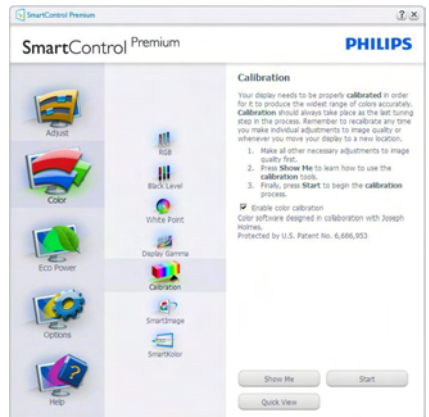 SmartControl Premium
SmartControl Premium
PHILIPS
Adjust
Color
Eco Power
Options
Help
RGB
Black Level
White Point
Display Gamma
Calibration
SmartImage
SmartKolor
Calibration
Your display needs to be properly calibrated in order
for it to produce the widest range of colors accurately.
Calibration should always take place as the last tuning
step in the process. Remember to recalibrate any time
you make individual adjustments to image quality or
whenever you move your display to a new location.
1. Make all other necessary adjustments to image
quality first.
2. Press Show Me to learn how to use the
calibration tools.
3. Finally, press Start to begin the calibration
process.
Enable color calibration
Color software designed in collaboration with Joseph
Holmes.
Protected by U.S. Patent No. 6,686,953
Show Me
Start
Quick View